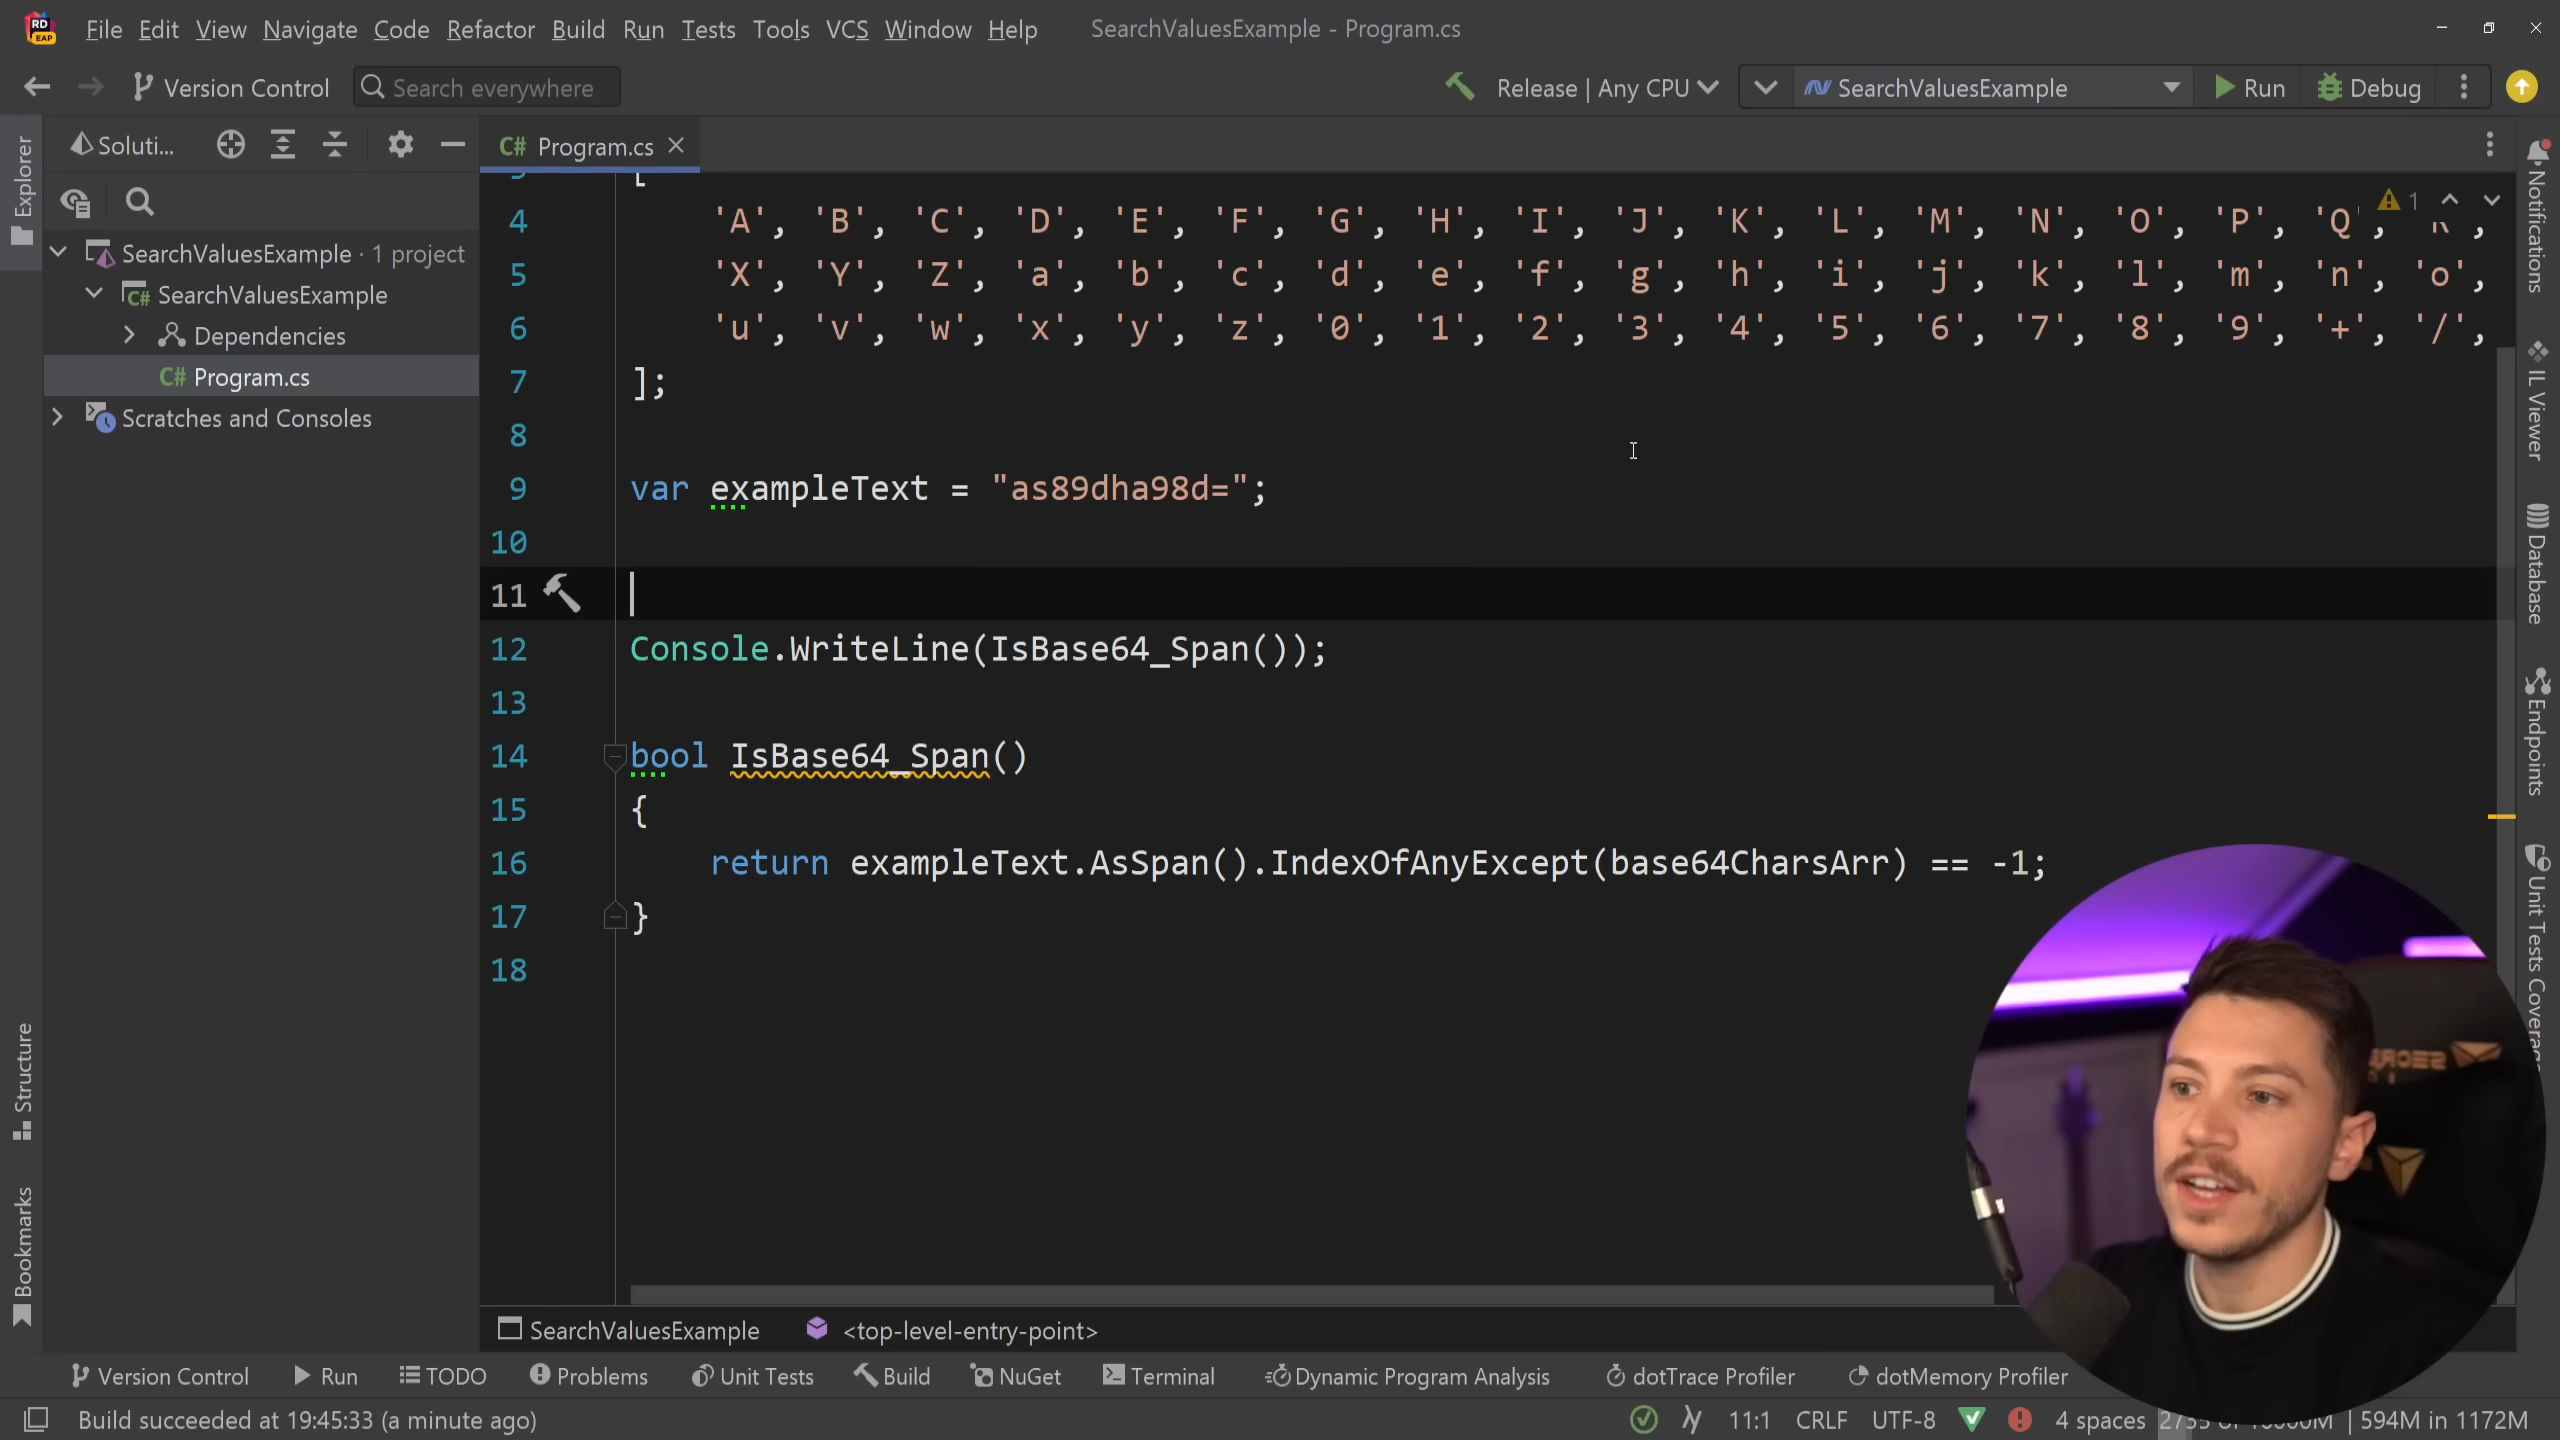 File Edit View Navigate Code Refactor Build Run Tests Tools VCS Window Help SearchValuesExample - Program.cs
Version Control Search everywhere Release | Any CPU SearchValuesExample Run Debug
Explorer
Soluti...
SearchValuesExample · 1 project
SearchValuesExample
Dependencies
C# Program.cs
Scratches and Consoles
Structure
Bookmarks
C# Program.cs
1
3 [
4 'A', 'B', 'C', 'D', 'E', 'F', 'G', 'H', 'I', 'J', 'K', 'L', 'M', 'N', 'O', 'P', 'Q',
5 'X', 'Y', 'Z', 'a', 'b', 'c', 'd', 'e', 'f', 'g', 'h', 'i', 'j', 'k', 'l', 'm', 'n', 'o',
6 'u', 'v', 'w', 'x', 'y', 'z', '0', '1', '2', '3', '4', '5', '6', '7', '8', '9', '+', '/',
7 ];
8
9 var exampleText = "as89dha98d=";
10
11
12 Console.WriteLine(IsBase64_Span());
13
14 bool IsBase64_Span()
15 {
16 return exampleText.AsSpan().IndexOfAnyExcept(base64CharsArr) == -1;
17 }
18
Notifications
IL Viewer
Database
Endpoints
Unit Tests Coverage
SearchValuesExample <top-level-entry-point>
Version Control Run TODO Problems Unit Tests Build NuGet Terminal Dynamic Program Analysis dotTrace Profiler dotMemory Profiler
Build succeeded at 19:45:33 (a minute ago) 11:1 CRLF UTF-8 4 spaces 594M in 1172M